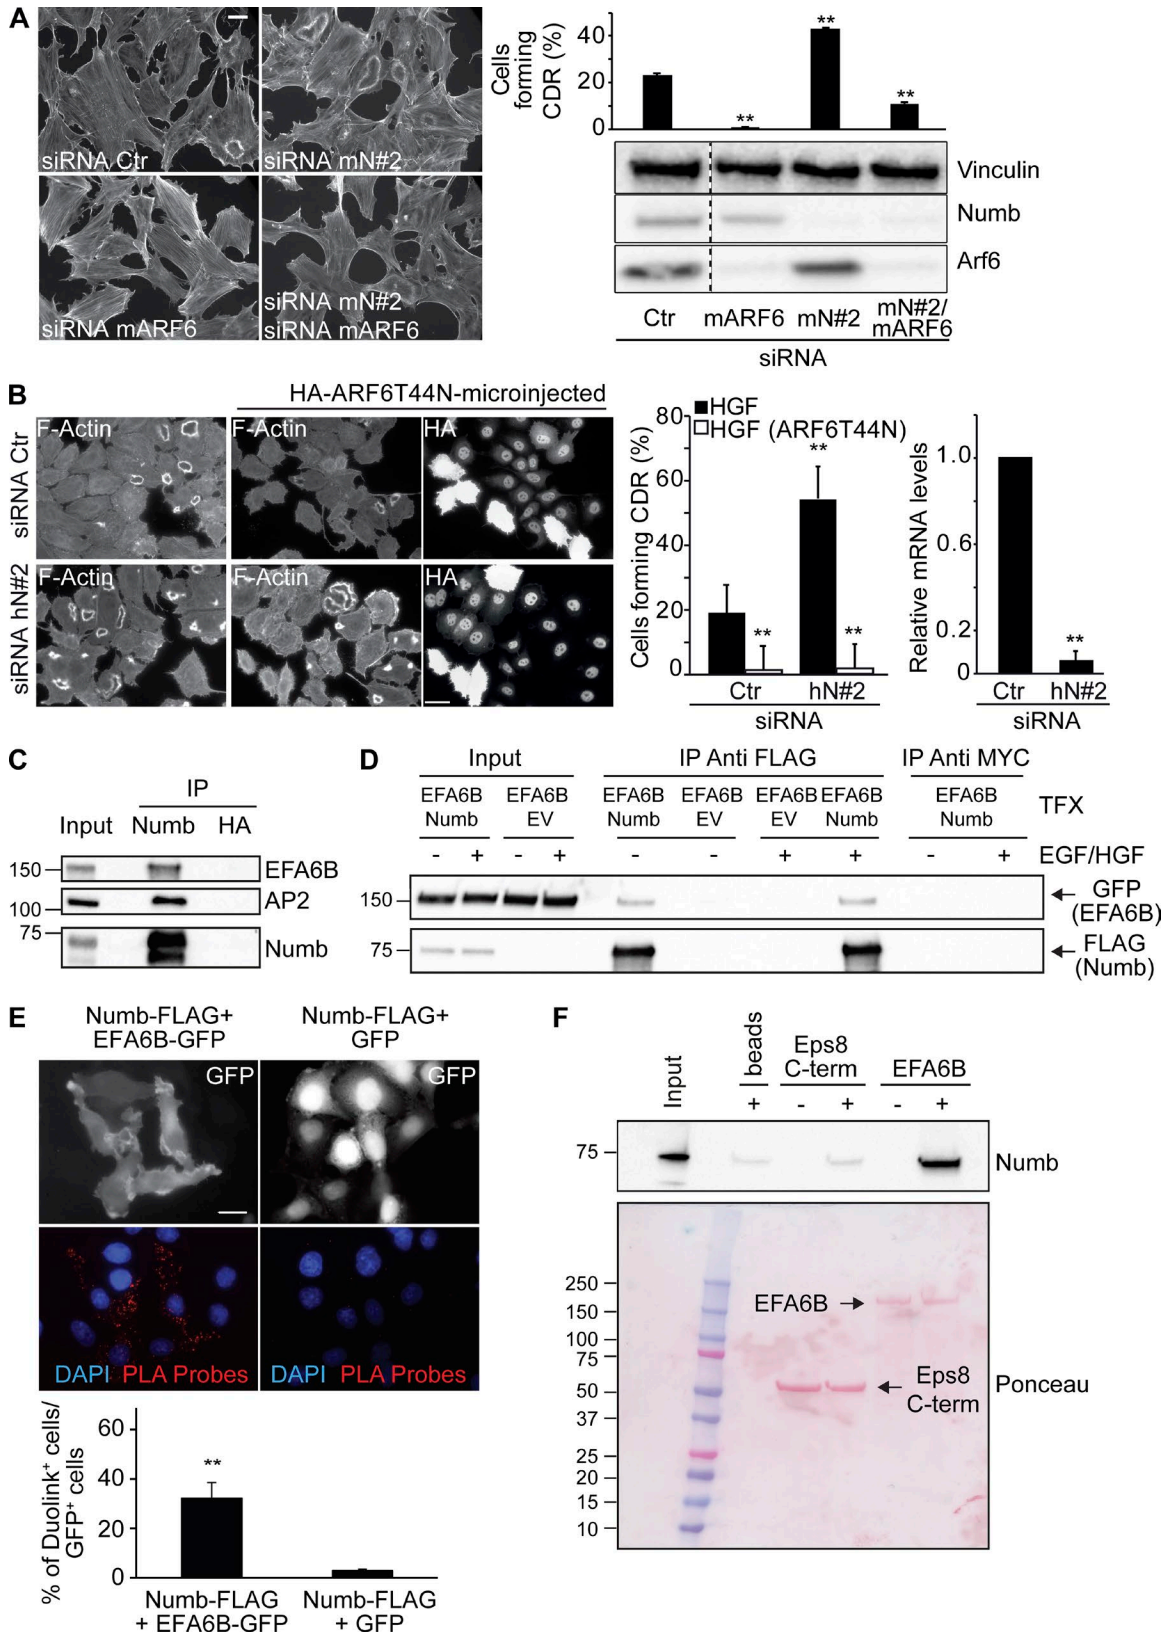 A
siRNA Ctr
siRNA mN#2
siRNA mARF6
siRNA mN#2
siRNA mARF6
Cells
forming
CDR (%)
40
20
0
**
**
**
Vinculin
Numb
Arf6
Ctr
mARF6
mN#2
mN#2/
mARF6
siRNA
B
HA-ARF6T44N-microinjected
siRNA Ctr
F-Actin
F-Actin
HA
siRNA hN#2
F-Actin
F-Actin
HA
Cells forming CDR (%)
80
60
40
20
0
HGF
HGF (ARF6T44N)
**
**
**
Ctr
hN#2
siRNA
Relative mRNA levels
1.0
0.6
0.2
0
**
Ctr
hN#2
siRNA
C
IP
Input
Numb
HA
150
EFA6B
100
AP2
75
Numb
D
Input
IP Anti FLAG
IP Anti MYC
EFA6B
Numb
EFA6B
EV
EFA6B
Numb
EFA6B
EV
EFA6B
EV
EFA6B
Numb
EFA6B
Numb
TFX
- + - + - - + + - +
EGF/HGF
150
GFP
(EFA6B)
75
FLAG
(Numb)
E
Numb-FLAG+
EFA6B-GFP
Numb-FLAG+
GFP
GFP
GFP
DAPI PLA Probes
DAPI PLA Probes
% of Duolink+ cells/
GFP+ cells
60
40
20
0
**
Numb-FLAG
+ EFA6B-GFP
Numb-FLAG
+ GFP
F
Input
beads
Eps8
C-term
EFA6B
+ - + - +
75
Numb
250
150
100
75
50
37
25
20
15
10
EFA6B
Eps8
C-term
Ponceau